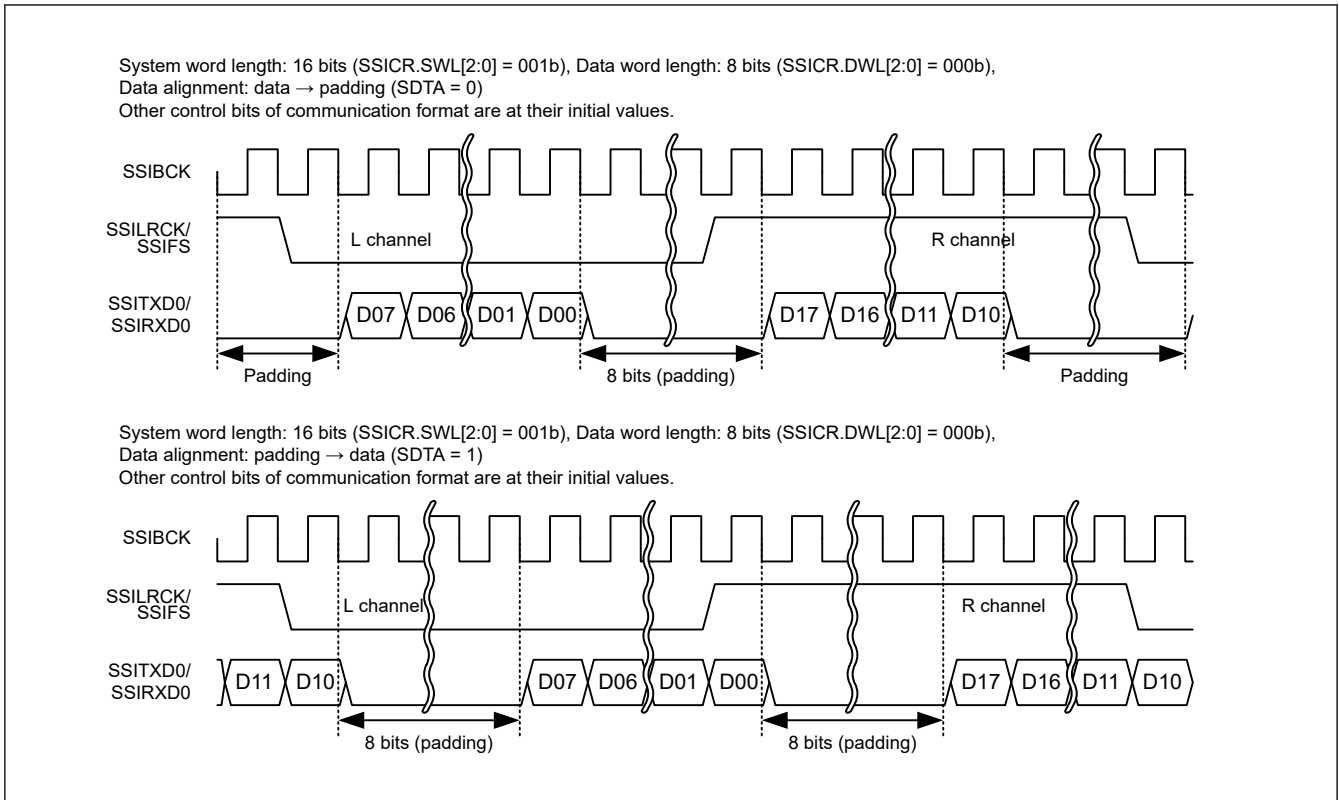 System word length: 16 bits (SSICR.SWL[2:0] = 001b), Data word length: 8 bits (SSICR.DWL[2:0] = 000b),
Data alignment: data → padding (SDTA = 0)
Other control bits of communication format are at their initial values.
SSIBCK
SSILRCK/
SSIFS
L channel
R channel
SSITXD0/
SSIRXD0
D07 D06 D01 D00 D17 D16 D11 D10
Padding
8 bits (padding)
Padding
System word length: 16 bits (SSICR.SWL[2:0] = 001b), Data word length: 8 bits (SSICR.DWL[2:0] = 000b),
Data alignment: padding → data (SDTA = 1)
Other control bits of communication format are at their initial values.
SSIBCK
SSILRCK/
SSIFS
L channel
R channel
SSITXD0/
SSIRXD0
D11 D10 D07 D06 D01 D00 D17 D16 D11 D10
8 bits (padding)
8 bits (padding)